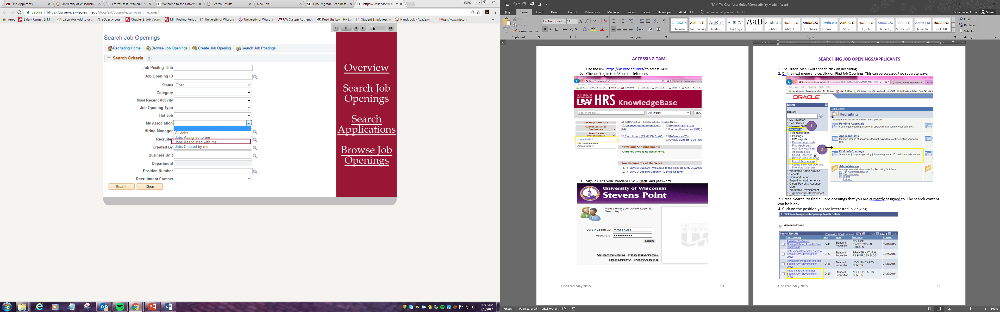 Find Applicants
University of Wisconsin -
eforms-test.uwsp.edu [N
Welcome to the Universi
Search Results
New Tab
HRS Upgrade Readiness
https://uwservice.wisc
Anna
Secure | https://uwservice.wisconsin.edu/docs/pd/upgrade/tam/search-pages/
Apps
Salary Ranges & Mini
calculator Add to or s
eQuest+ Login
Chapter 3: Job Vacan
Min Posting Period
University of Wiscons
University of Wiscons
UW System Authentic
Read the Law | HHS.g
Student Employees an
Handbook - Academi
https://www.wisconsin
Search Job Openings
Recruiting Home | Browse Job Openings | Create Job Opening | Search Job Postings
Search Criteria
Job Posting Title
Job Opening ID
Status Open
Category
Most Recent Activity
Job Opening Type
Hot Job
My Association
Hiring Manager
All Jobs
Jobs Assigned to me
Recruiter
Jobs Associated with me
Created By
Jobs Created by me
Business Unit
Department
Position Number
Recruitment Contact
Search Clear
CC
Overview
Search Job
Openings
Search
Applications
Browse Job
Openings
11:59 AM
2/8/2017
TAM TA_Chair User Guide [Compatibility Mode] - Word
File Home Insert Design Layout References Mailings Review View Developer ACROBAT Tell me what you want to do...
Golackson, Anna Share
Paste
Cut
Copy
Format Painter
Clipboard
Calibri (Body) 11
Font
Paragraph
¶ Normal
No Spacing
Heading 1
Heading 2
Title
Subtitle
Subtle Em...
Emphasis
Intense E...
Strong
Quote
Intense Q...
Subtle Ref...
Intense Re...
Book Title
Styles
Find
Replace
Select
Editing
ACCESSING TAM
1. Use the link: https://kb.wisc.edu/hrs/ to access TAM
2. Click on ‘Log in to HRS’ on the left menu
UNIVERSITY OF
WISCONSIN SYSTEM
UW HRS KnowledgeBase
Search the KB... All Topics SEA
Get Help with HRS
Useful Links for
Employees
Links for HR
Professionals
Log in to HRS
UW Service Center
Administration
All matching (650) - Limit results by relevant topics
Absence Management (AM)
(44)
Benefits (BN) (101)
Human Resources (HR) (
Recruitment (TAM/JEMS) (86)
Reference (73)
UWSC Support (SC) (19)
News and Announcements
Currently there is no active news.
Top Documents of the Week
1. UWSC Support - Welcome to the HRS Security Awaren
2. UWSC Support Security - Device Security
3. Sign in using your standard UWSP NetID and password
University of Wisconsin
Stevens Point
Please enter your UWSP Logon ID
Need Help?
UWSP Logon ID mmagnuss
Password
Login
UNIVERSITY
WISCONSIN SY
WISCONSIN FEDERATION
IDENTITY PROVIDER
Updated May 2015 10
SEARCHING JOB OPENINGS/APPLICANTS
1. The Oracle Menu will appear, click on Recruiting.
2. On the next menu choice, click on Find Job Openings. This can be accessed two separate ways.
ORACLE
Menu
Search:
My Favorites
Self Service
Manager Self
Recruiting
Administration
Postings
UW Reports
Pending Approvals
Find Applicants
Add New Applicant
Applicant Lists
Saved Searches
Browse Job Openings
Find Job Openings
Create New Job Opening
Interview Calendar
Workforce Administration
Benefits
Time and Labor
Payroll for North America
Global Payroll & Absence
Mgmt
Workforce Development
Organizational Development
1
2
Main Menu >
Recruiting
Manage and administer the recruiting process.
Pending Approvals
See the job opening or job offer approvals that require your attention.
Applicant Lists
Manage groups of applicants through saved lists or by creating your own
lists.
Find Job Openings
Search for job openings using job opening name, ID, and other information.
Administration
Manage administrative tasks for Recruiting Solutions.
Run Automatch Search
Build Job Index
Teams
2 More...
3. Press ‘Search’ to find all jobs openings that you are currently assigned to. The search content
can be blank.
4. Click on the position you are interested in viewing.
Click icon to open Job Opening Search Criteria
4 Results Found
Search Results Personalize | Find | View All | First 1-4 of 4 Last
Job Opening ID # Type Location Created
Assistant Professor, Nursing/School of Health Care Professions 10443 Standard Requisition COLL OF PROFESSIONAL STUDIES 05/01/2015
Instructional Specialist (Internal Search: UW-Stevens Point Only) 10430 Standard Requisition TRAINER NATURAL RESOURCES BLDG 04/24/2015
Percussion Instructor (Internal Search: UW-Stevens Point Only) 10428 Standard Requisition NOEL FINE ARTS CENTER 04/23/2015
Piano Instructor (Internal Search: UW-Stevens Point Only) 10427 Standard Requisition NOEL FINE ARTS CENTER 04/22/2015
Updated May 2015 11
Section: 1 Page 11 of 27 2618 words
100%